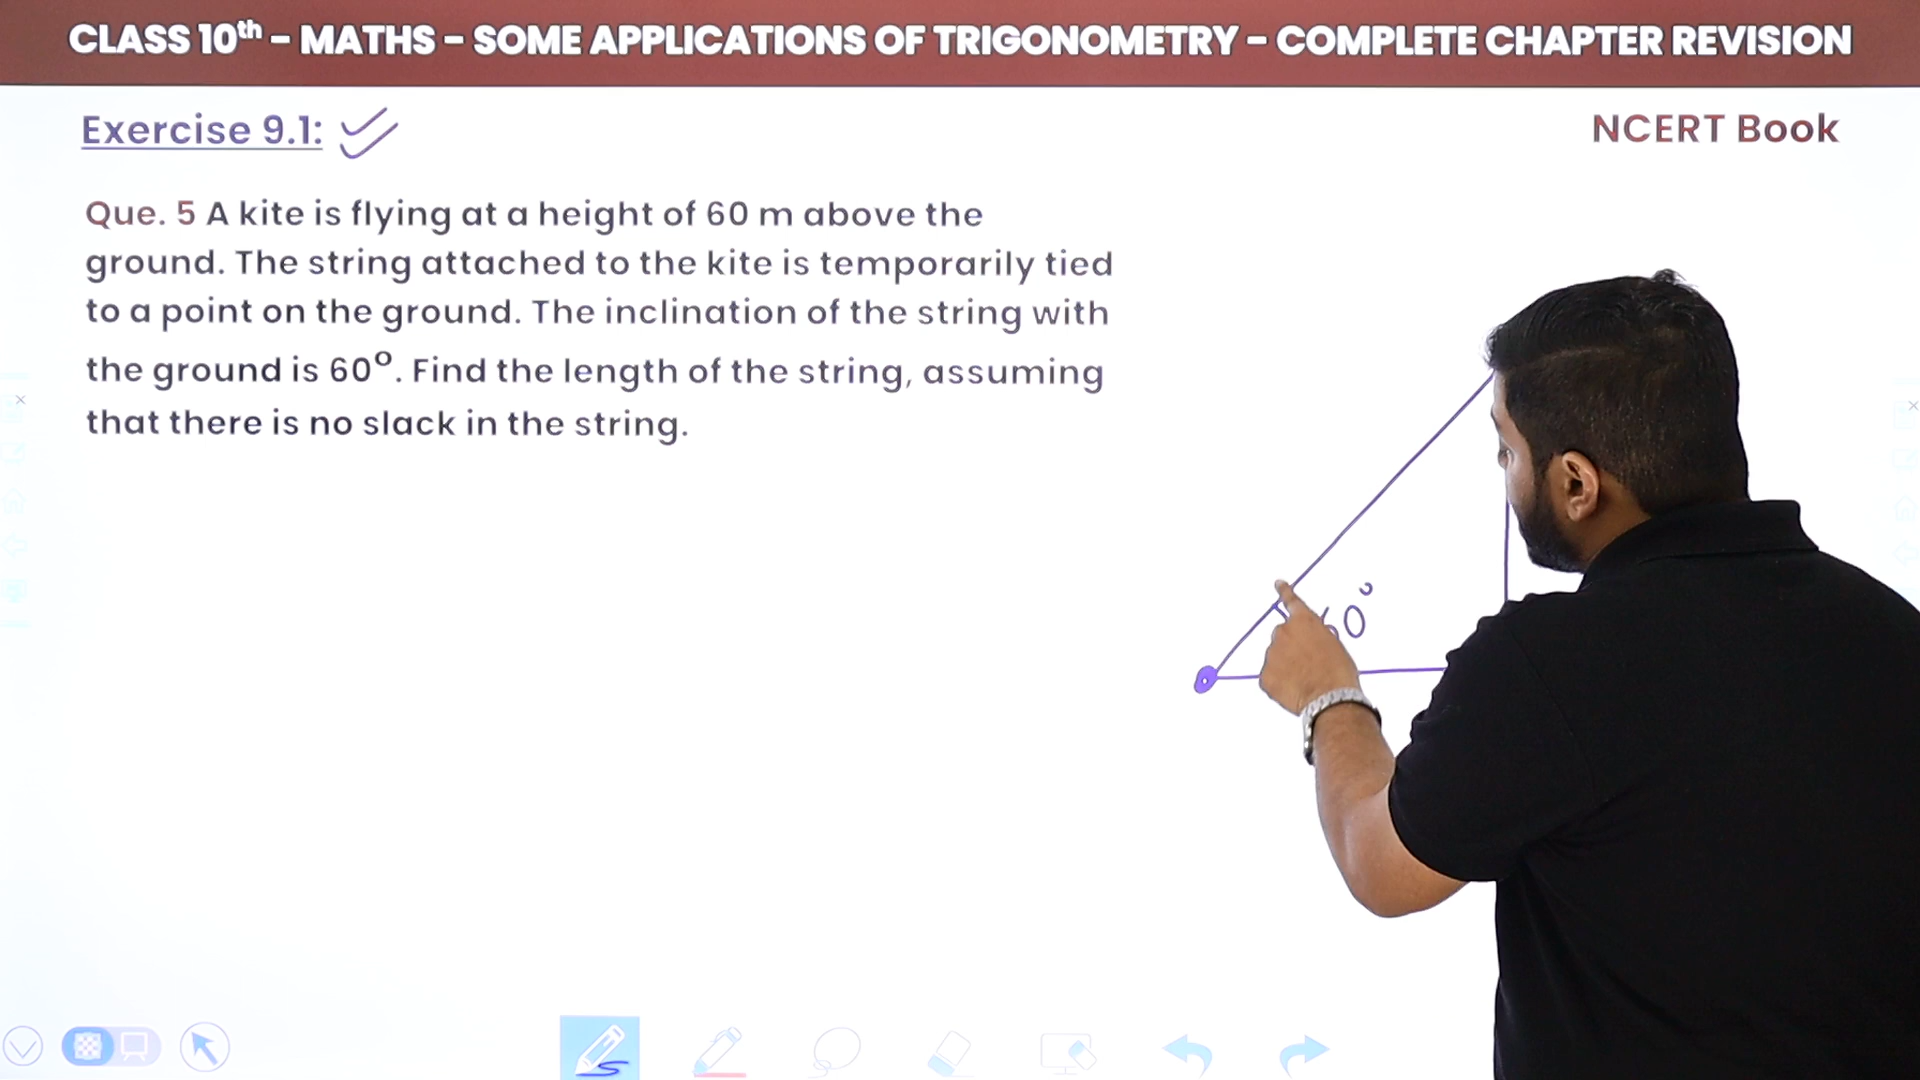 CLASS 10th - MATHS - SOME APPLICATIONS OF TRIGONOMETRY - COMPLETE CHAPTER REVISION
Exercise 9.1:
NCERT Book
Que. 5 A kite is flying at a height of 60 m above the
ground. The string attached to the kite is temporarily tied
to a point on the ground. The inclination of the string with
the ground is 60°. Find the length of the string, assuming
that there is no slack in the string.
60°